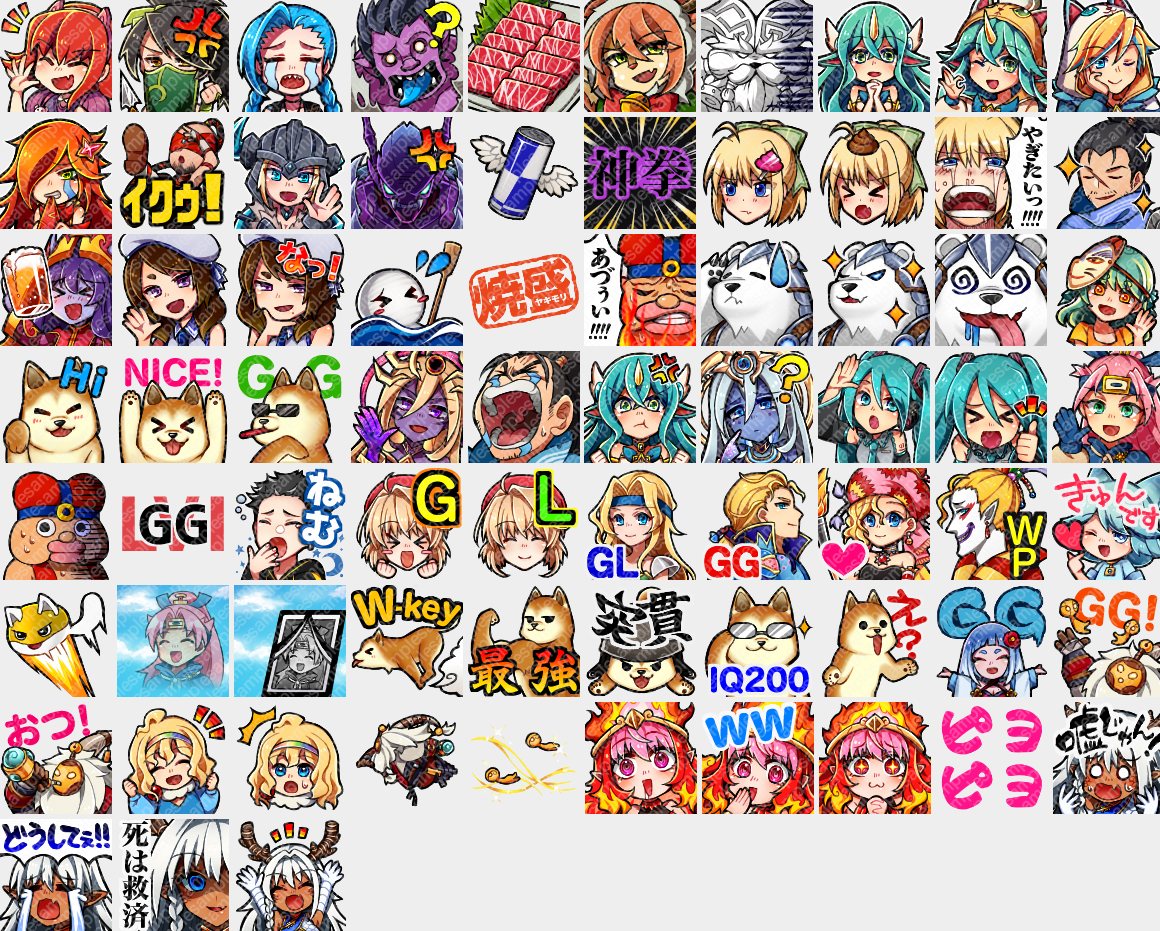 ?
イクゥ!
神拳
やぎたいっ!!!!
なっ!
焼盛
ヤキモリ
あづぅい!!!!
Hi
NICE!
GG
?
GG
ねむっ
G
L
GL
GG
WP
きゅん
です
W-key
最強
突貫
IQ200
え?
GG
GG!
おつ!
WW
ピヨ
ピヨ
嘘じゃん!
どうしてぇ!!
死は救済